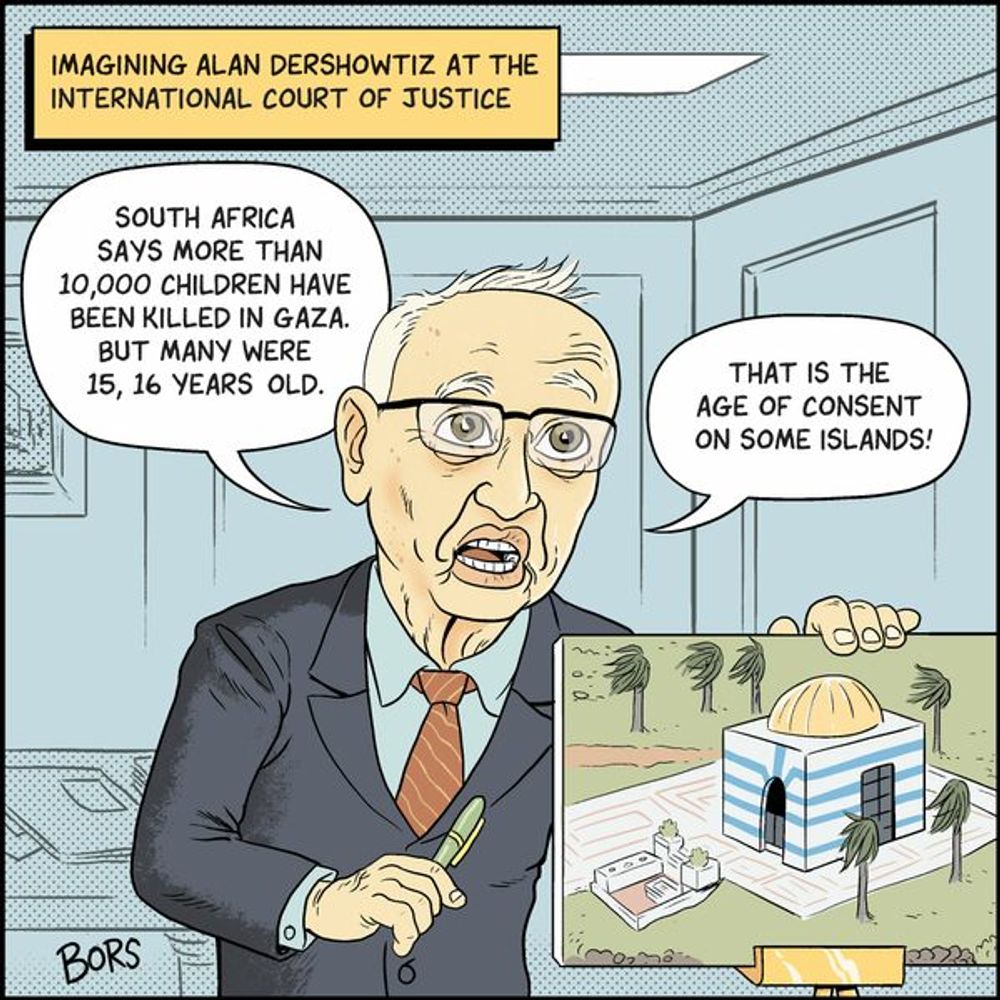 IMAGINING ALAN DERSHOWTIZ AT THE
INTERNATIONAL COURT OF JUSTICE
SOUTH AFRICA
SAYS MORE THAN
10,000 CHILDREN HAVE
BEEN KILLED IN GAZA.
BUT MANY WERE
15, 16 YEARS OLD.
THAT IS THE
AGE OF CONSENT
ON SOME ISLANDS!
BORS